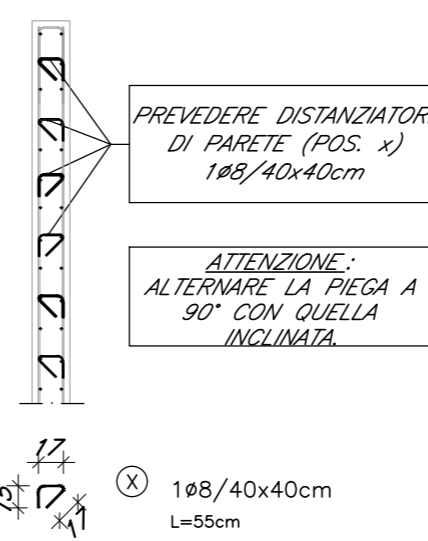 PREVEDERE DISTANZIATORI
DI PARETE (POS. x)
1ø8/40x40cm
ATTENZIONE:
ALTERNARE LA PIEGA A
90° CON QUELLA
INCLINATA.
17
X 1ø8/40x40cm
L=55cm